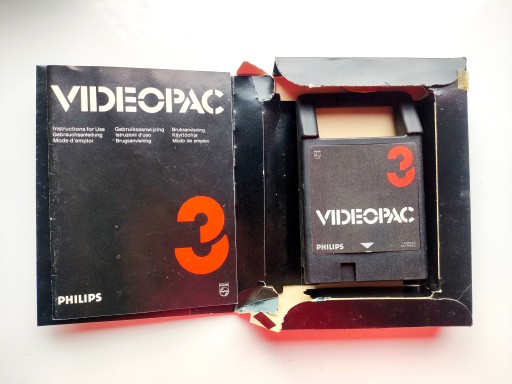 VIDEOPAC
Instructions for Use
Gebrauchsanleitung
Mode d'emploi
Gebruiksaanwijzing
Istruzioni d'uso
Brugsanvisning
Bruksanvisning
Käyttöohje
Modo de empleo
3
PHILIPS
3
VIDEOPAC
PHILIPS